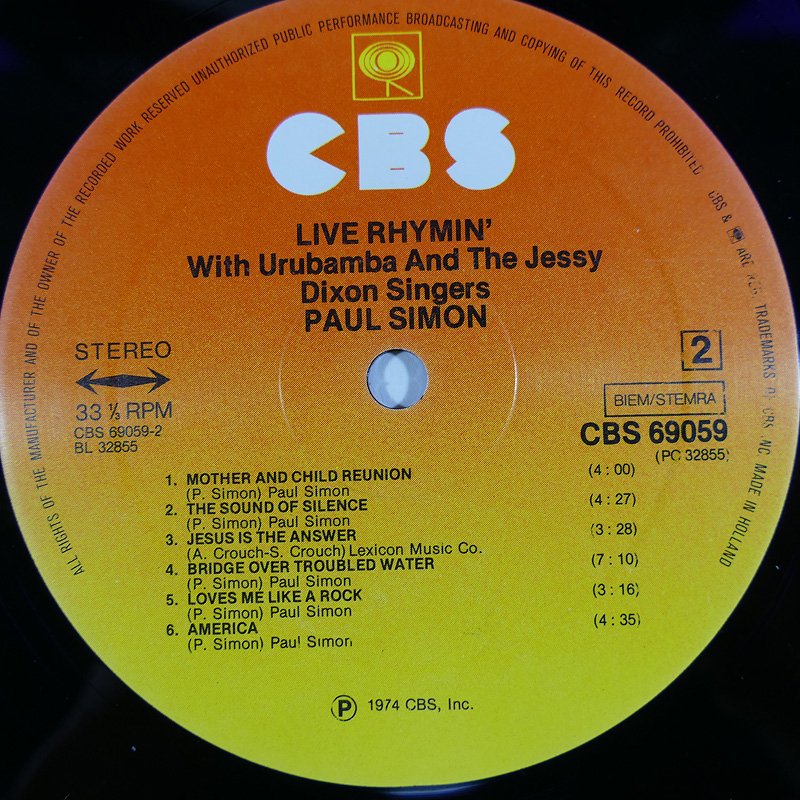 ALL RIGHTS OF THE MANUFACTURER AND OF THE OWNER OF THE RECORDED WORK RESERVED UNAUTHORIZED PUBLIC PERFORMANCE BROADCASTING AND COPYING OF THIS RECORD PROHIBITED
CBS & ARE TRADEMARKS OF CBS INC. MADE IN HOLLAND
CBS
LIVE RHYMIN'
With Urubamba And The Jessy
Dixon Singers
PAUL SIMON
STEREO
33 ⅓ RPM
CBS 69059-2
BL 32855
2
BIEM/STEMRA
CBS 69059
(PC 32855)
1. MOTHER AND CHILD REUNION (4 : 00)
(P. Simon) Paul Simon
2. THE SOUND OF SILENCE (4 : 27)
(P. Simon) Paul Simon
3. JESUS IS THE ANSWER (3 : 28)
(A. Crouch-S. Crouch) Lexicon Music Co.
4. BRIDGE OVER TROUBLED WATER (7 : 10)
(P. Simon) Paul Simon
5. LOVES ME LIKE A ROCK (3 : 16)
(P. Simon) Paul Simon
6. AMERICA (4 : 35)
(P. Simon) Paul Simon
Ⓟ 1974 CBS, Inc.